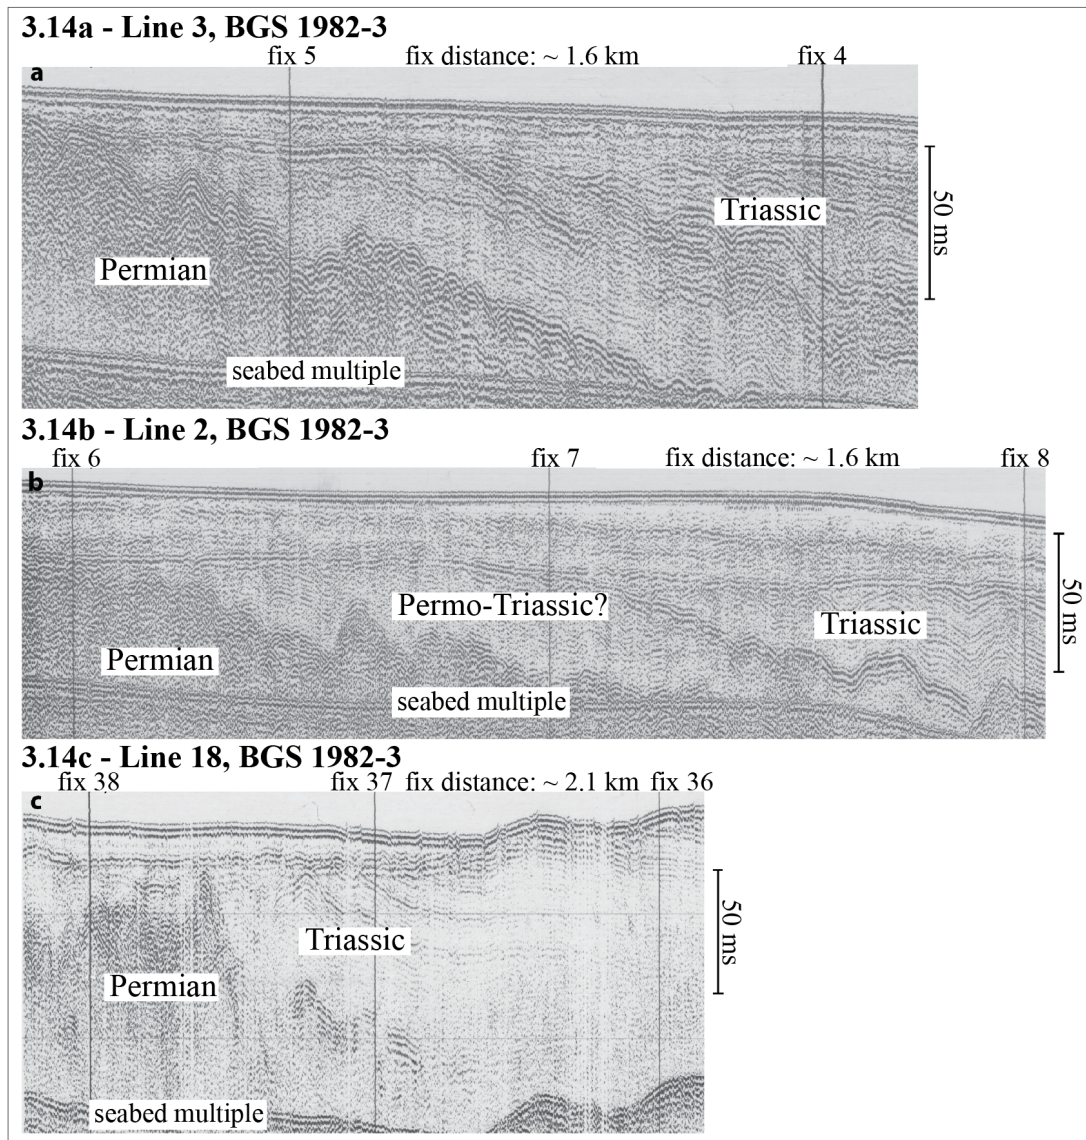 3.14a - Line 3, BGS 1982-3
fix 5 fix distance: ~ 1.6 km fix 4
a
Triassic
50 ms
Permian
seabed multiple
3.14b - Line 2, BGS 1982-3
fix 6 fix 7 fix distance: ~ 1.6 km fix 8
b
Permo-Triassic?
Triassic
50 ms
Permian
seabed multiple
3.14c - Line 18, BGS 1982-3
fix 38 fix 37 fix distance: ~ 2.1 km fix 36
c
Triassic
50 ms
Permian
seabed multiple